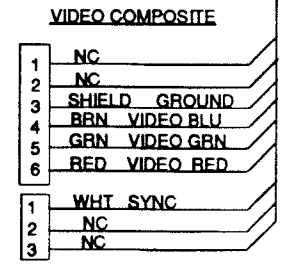 VIDEO COMPOSITE
1 NC
2 NC
3 SHIELD GROUND
4 BRN VIDEO BLU
5 GRN VIDEO GRN
6 RED VIDEO RED
1 WHT SYNC
2 NC
3 NC